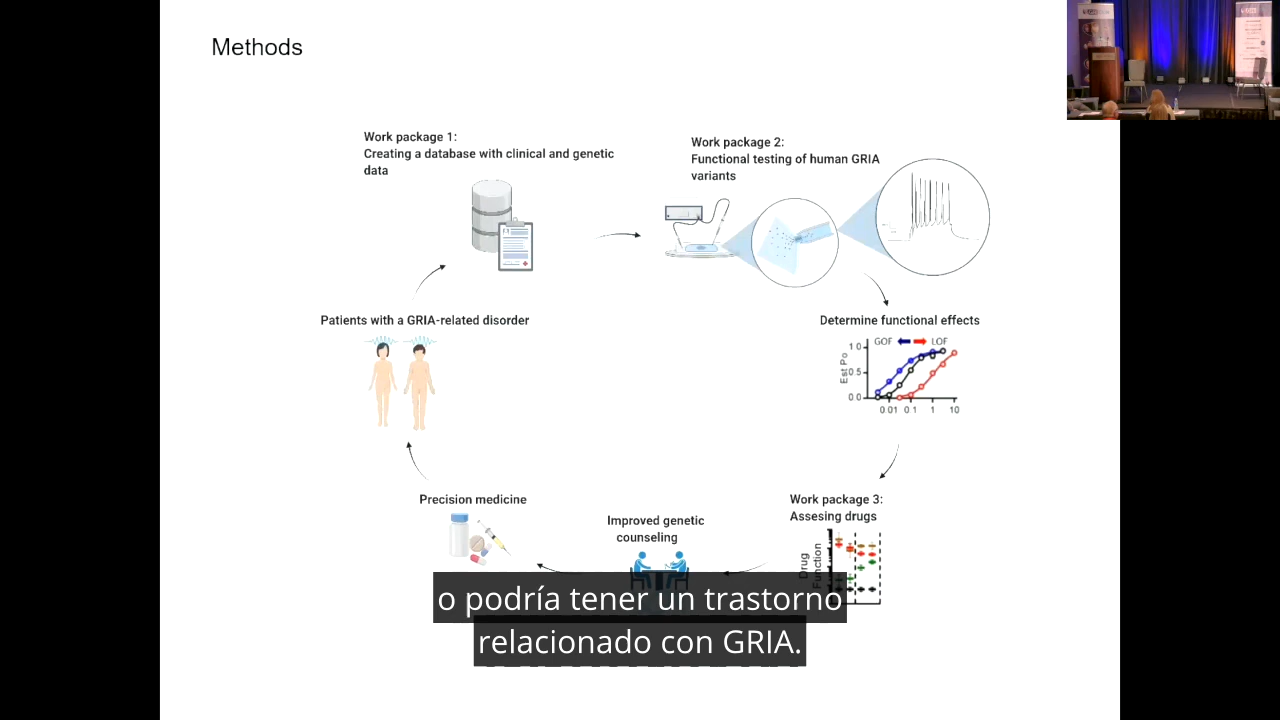 Methods
Work package 1:
Creating a database with clinical and genetic
data
Work package 2:
Functional testing of human GRIA
variants
Patients with a GRIA-related disorder
Determine functional effects
GOF
LOF
Est Po
1 0
0.5
0.0
0 01 0.1 1 10
Precision medicine
Improved genetic
counseling
Work package 3:
Assesing drugs
Drug
Function
o podría tener un trastorno
relacionado con GRIA.